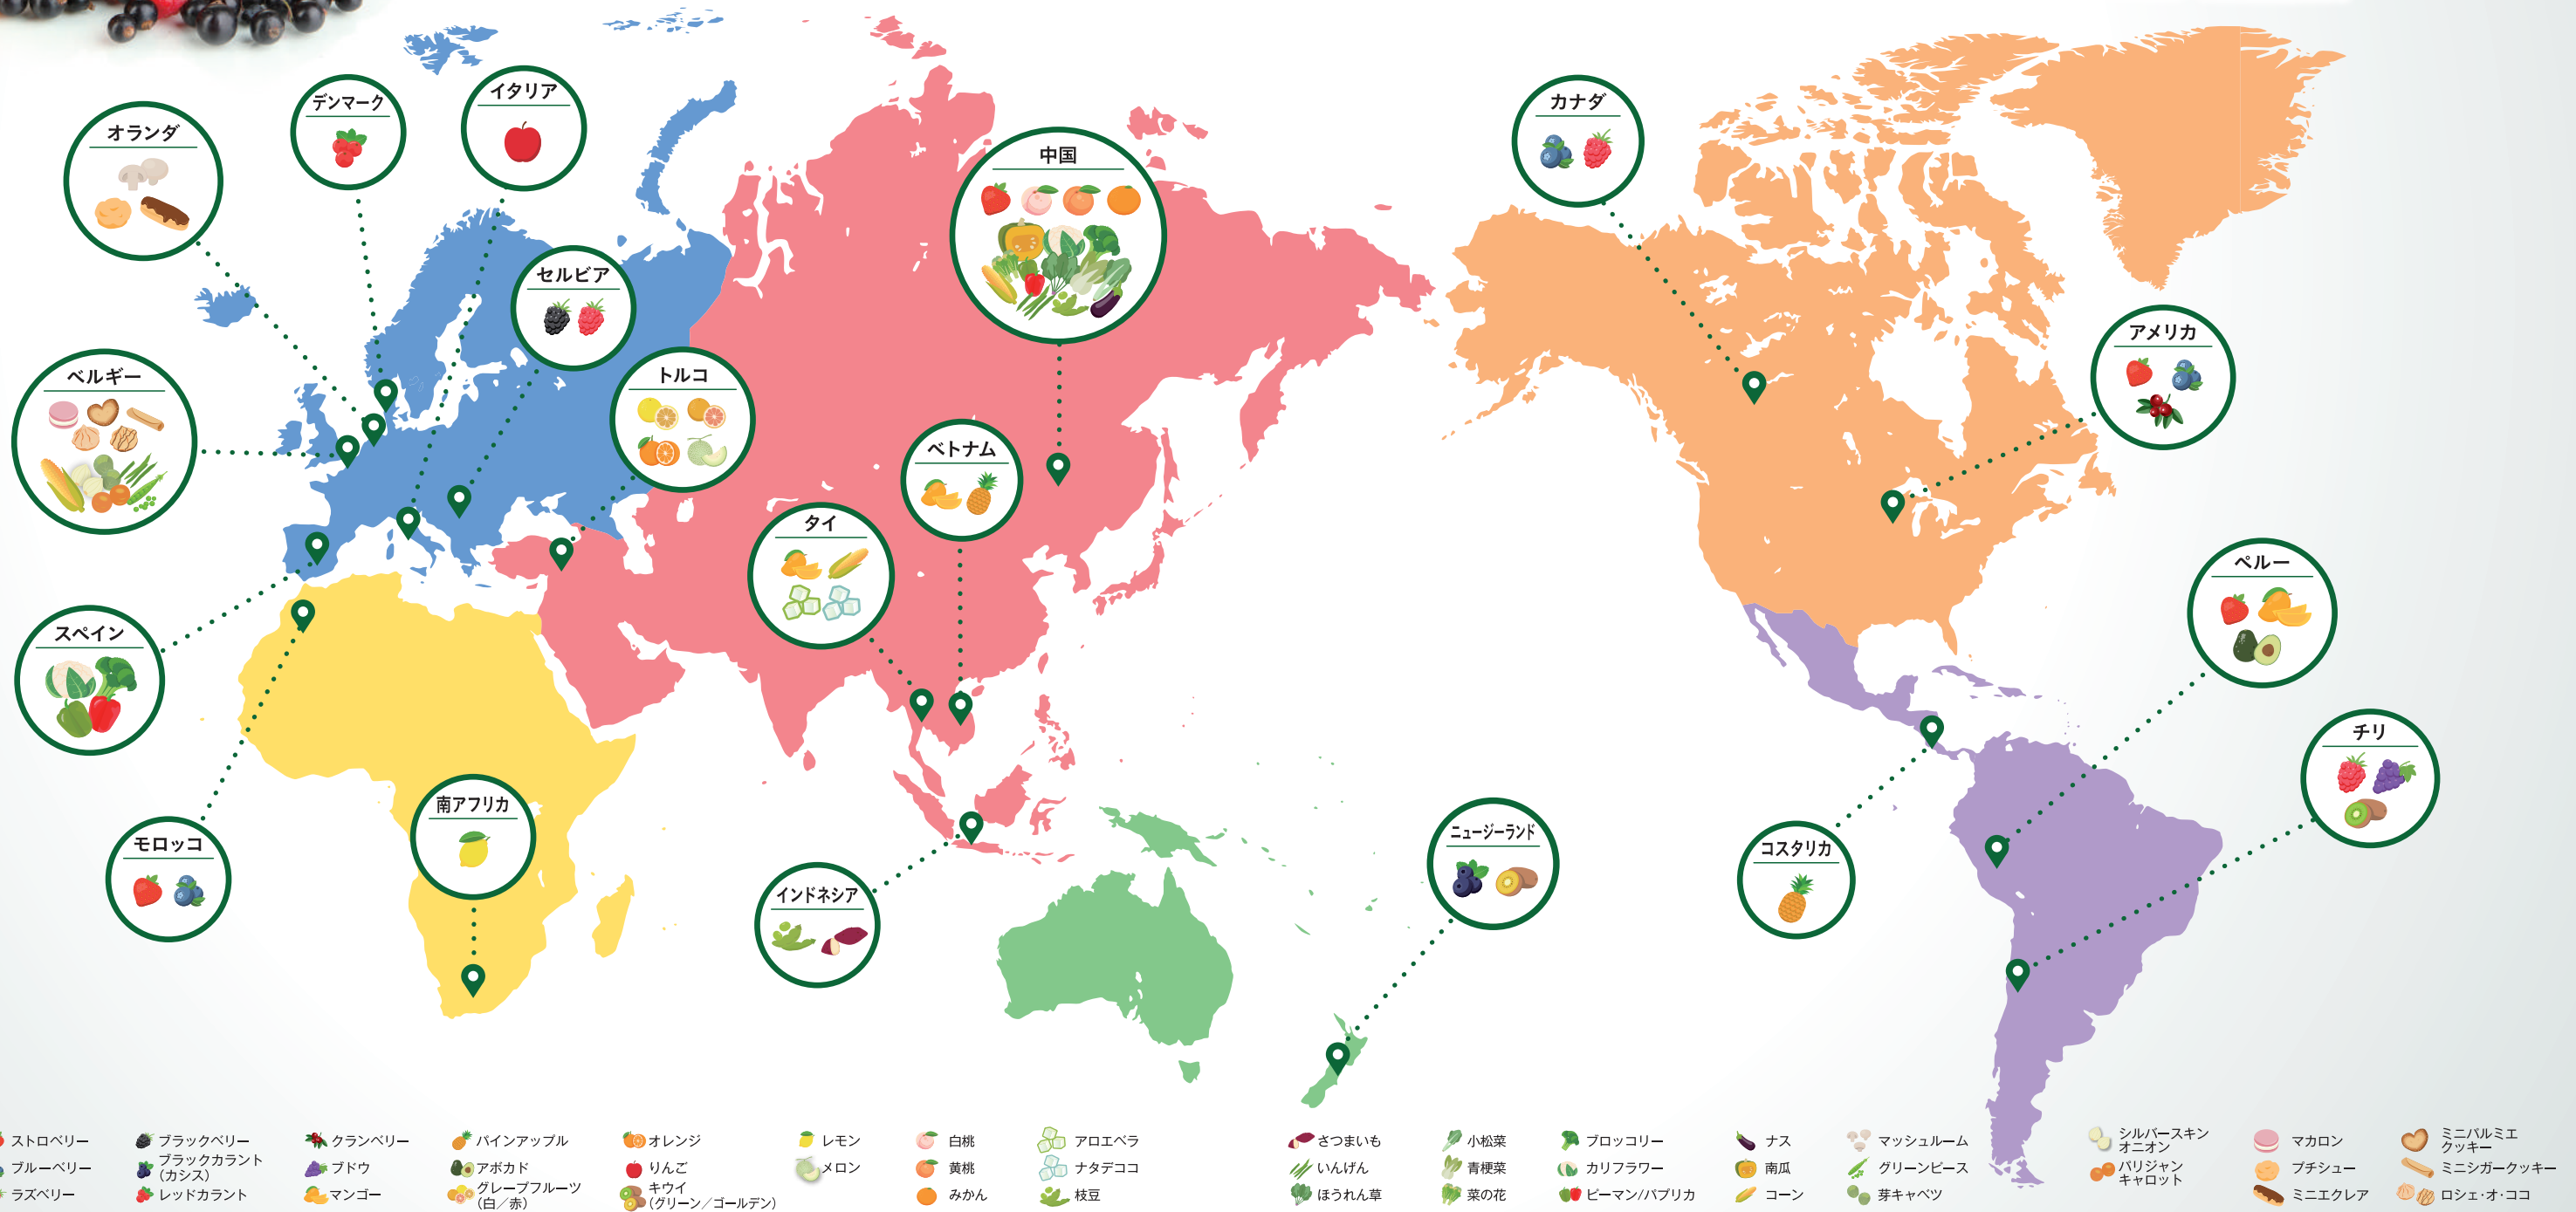 オランダ
デンマーク
イタリア
中国
カナダ
セルビア
アメリカ
ベルギー
トルコ
ベトナム
タイ
ペルー
スペイン
チリ
南アフリカ
ニュージーランド
モロッコ
コスタリカ
インドネシア
ストロベリー
ブルーベリー
ラズベリー
ブラックベリー
ブラックカラント
（カシス）
レッドカラント
クランベリー
ブドウ
マンゴー
パインアップル
アボカド
グレープフルーツ
（白／赤）
オレンジ
りんご
キウイ
（グリーン／ゴールデン）
レモン
メロン
白桃
黄桃
みかん
アロエベラ
ナタデココ
枝豆
さつまいも
いんげん
ほうれん草
小松菜
青梗菜
菜の花
ブロッコリー
カリフラワー
ピーマン/パプリカ
ナス
南瓜
コーン
マッシュルーム
グリーンピース
芽キャベツ
シルバースキン
オニオン
パリジャン
キャロット
マカロン
プチシュー
ミニエクレア
ミニパルミエ
クッキー
ミニシガークッキー
ロシェ・オ・ココ